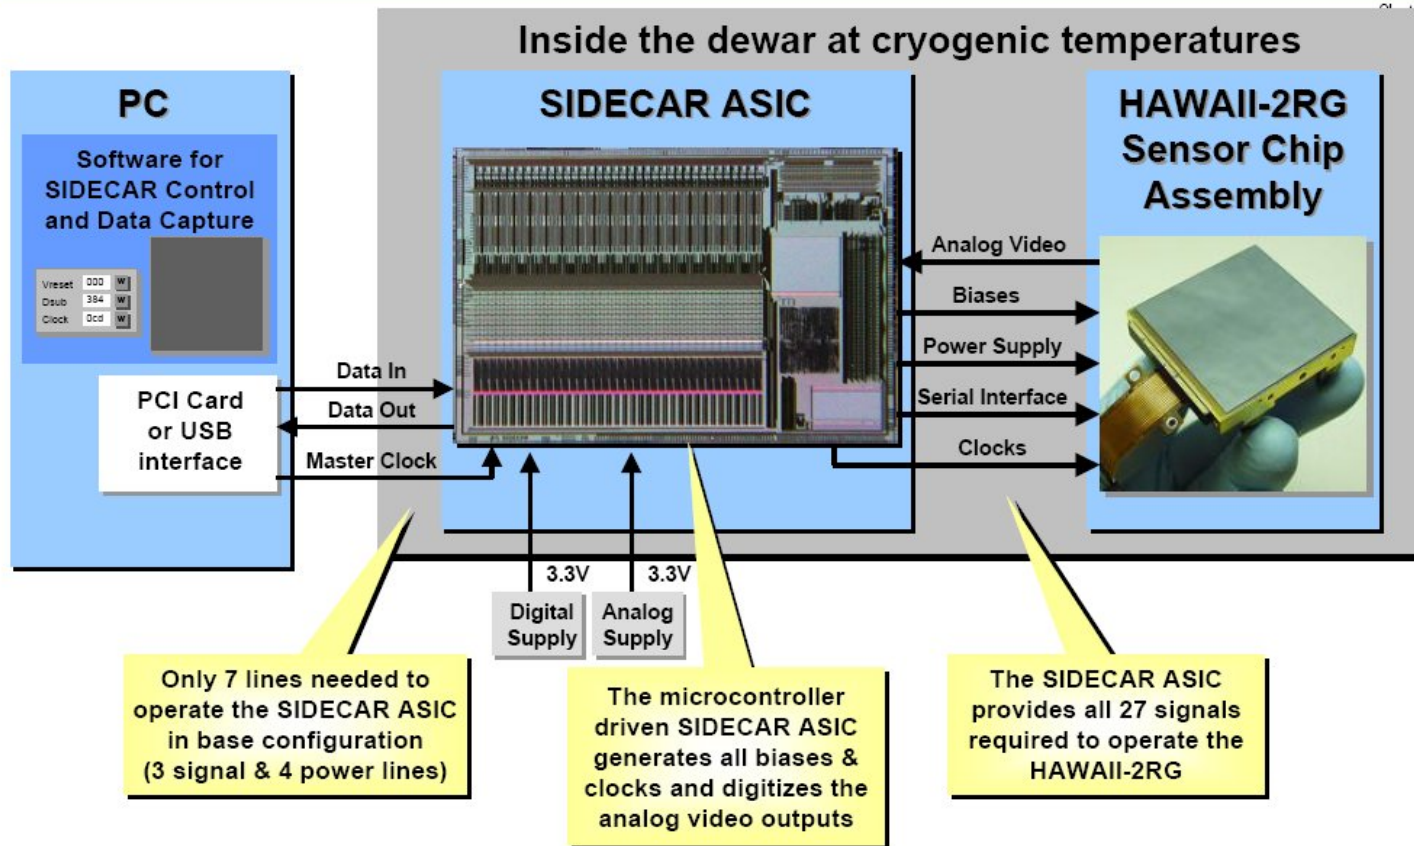 Inside the dewar at cryogenic temperatures
PC
Software for
SIDECAR Control
and Data Capture
Vreset 000 W
Dsub 384 W
Clock 0cd W
PCI Card
or USB
interface
Data In
Data Out
Master Clock
SIDECAR ASIC
HAWAII-2RG
Sensor Chip
Assembly
Analog Video
Biases
Power Supply
Serial Interface
Clocks
3.3V
3.3V
Digital
Supply
Analog
Supply
Only 7 lines needed to
operate the SIDECAR ASIC
in base configuration
(3 signal & 4 power lines)
The microcontroller
driven SIDECAR ASIC
generates all biases &
clocks and digitizes the
analog video outputs
The SIDECAR ASIC
provides all 27 signals
required to operate the
HAWAII-2RG